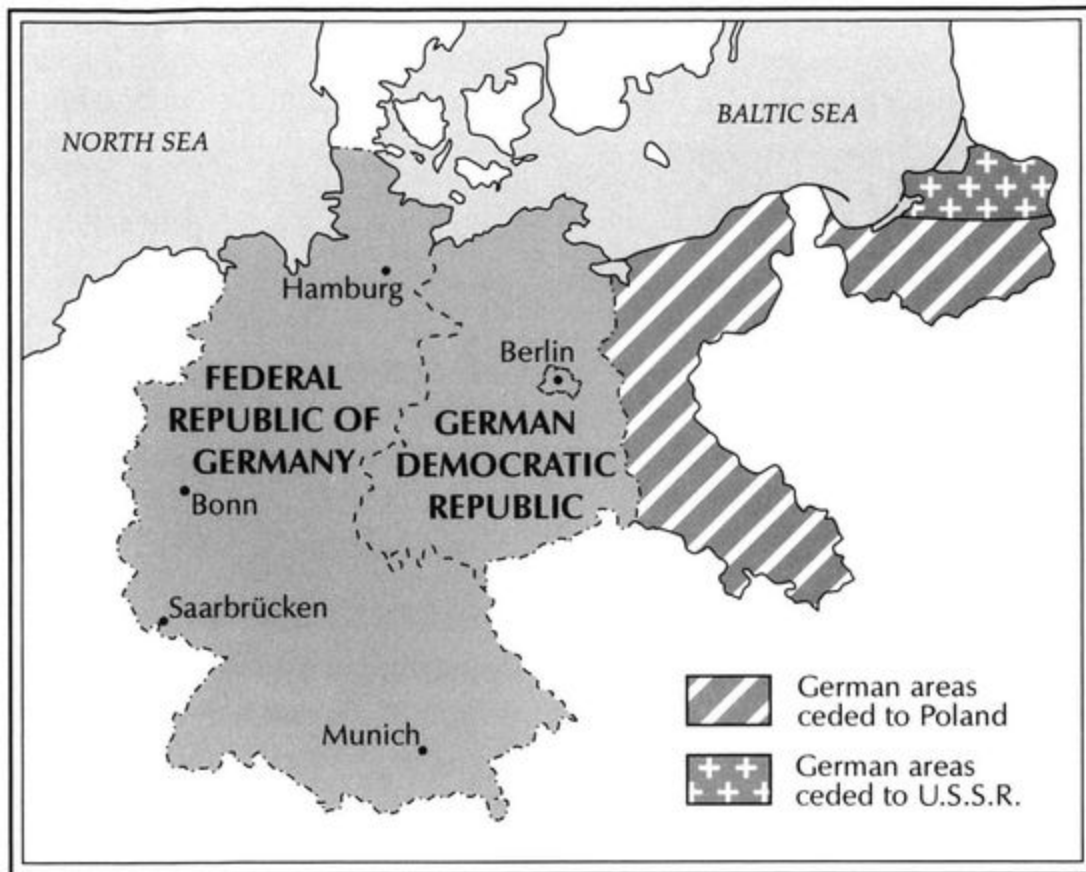 NORTH SEA
BALTIC SEA
Hamburg
Berlin
FEDERAL
REPUBLIC OF
GERMANY
GERMAN
DEMOCRATIC
REPUBLIC
Bonn
Saarbrücken
Munich
German areas
ceded to Poland
German areas
ceded to U.S.S.R.